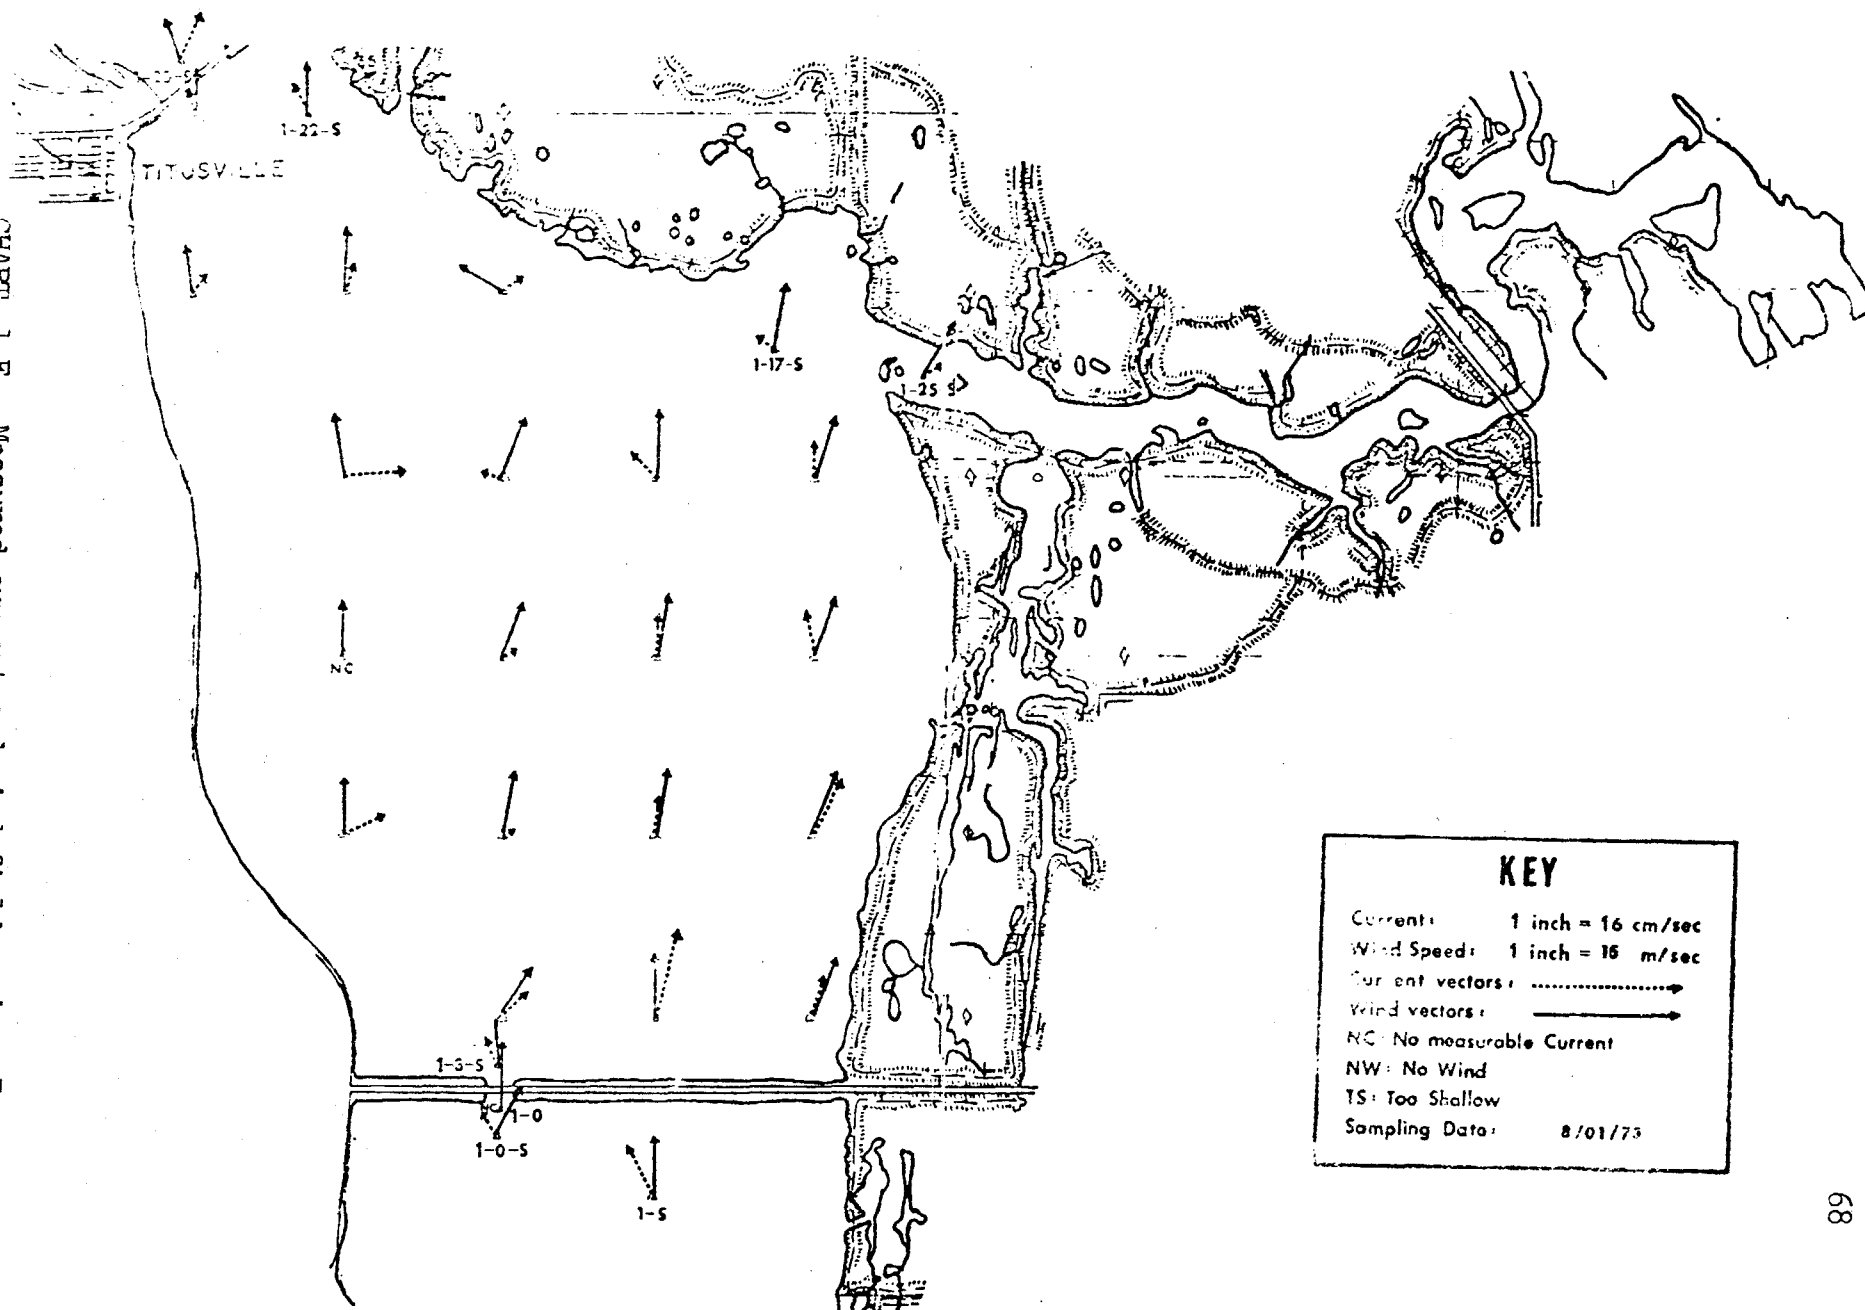 1-22-S
TITUSVILLE
1-17-S
1-25 S
NC
1-3-S
1-0
1-0-S
1-S
KEY
Current: 1 inch = 16 cm/sec
Wind Speed: 1 inch = 16 m/sec
Current vectors:
Wind vectors:
NC: No measurable Current
NW: No Wind
TS: Too Shallow
Sampling Date: 8/01/73
68